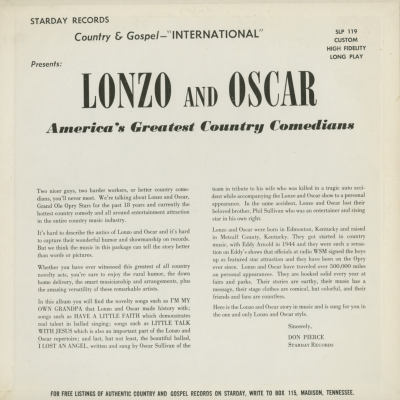 STARDAY RECORDS
Country & Gospel—"INTERNATIONAL"
SLP 119
CUSTOM
HIGH FIDELITY
LONG PLAY
Presents:
LONZO AND OSCAR
America's Greatest Country Comedians
Two nicer guys, two harder workers, or better country come-
dians, you'll never meet. We're talking about Lonzo and Oscar,
Grand Ole Opry Stars for the past 18 years and currently the
hottest country comedy and all around entertainment attraction
in the entire country music industry.
It's hard to describe the antics of Lonzo and Oscar and it's hard
to capture their wonderful humor and showmanship on records.
But we think the music in this package can tell the story better
than words or pictures.
Whether you have ever witnessed this greatest of all country
novelty acts, you're sure to enjoy the rural humor, the down
home delivery, the smart musicianship and arrangements, plus
the amazing versatility of these remarkable artists.
In this album you will find the novelty songs such as I'M MY
OWN GRANDPA that Lonzo and Oscar made history with;
songs such as HAVE A LITTLE FAITH which demonstrates
real talent in ballad singing; songs such as LITTLE TALK
WITH JESUS which is also an important part of the Lonzo and
Oscar repertoire; and last, but not least, the beautiful ballad,
I LOST AN ANGEL, written and sung by Oscar Sullivan of the
team in tribute to his wife who was killed in a tragic auto acci-
dent while accompanying the Lonzo and Oscar show to a personal
appearance. In the same accident, Lonzo and Oscar lost their
beloved brother, Phil Sullivan who was an entertainer and rising
star in his own right.
Lonzo and Oscar were born in Edmonton, Kentucky and raised
in Metcalf County, Kentucky. They got started in country
music, with Eddy Arnold in 1944 and they were such a sensa-
tion on Eddy's shows that officials at radio WSM signed the boys
up as featured star attraction and they have been on the Opry
ever since. Lonzo and Oscar have traveled over 500,000 miles
on personal appearances. They are booked solid every year at
fairs and parks. Their stories are earthy, their music has a
message, their stage clothes are comical, but colorful, and their
friends and fans are countless.
Here is the Lonzo and Oscar story in music and is sung for you in
the one and only Lonzo and Oscar style.
Sincerely,
DON PIERCE
STARDAY RECORDS
FOR FREE LISTINGS OF AUTHENTIC COUNTRY AND GOSPEL RECORDS ON STARDAY, WRITE TO BOX 115, MADISON, TENNESSEE.